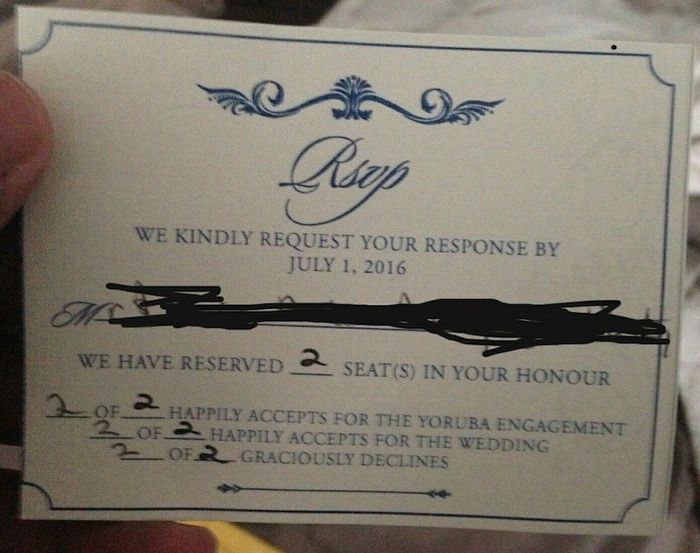 Rsvp
WE KINDLY REQUEST YOUR RESPONSE BY
JULY 1, 2016
M
WE HAVE RESERVED 2 SEAT(S) IN YOUR HONOUR
2 OF 2 HAPPILY ACCEPTS FOR THE YORUBA ENGAGEMENT
2 OF 2 HAPPILY ACCEPTS FOR THE WEDDING
2 OF 2 GRACIOUSLY DECLINES